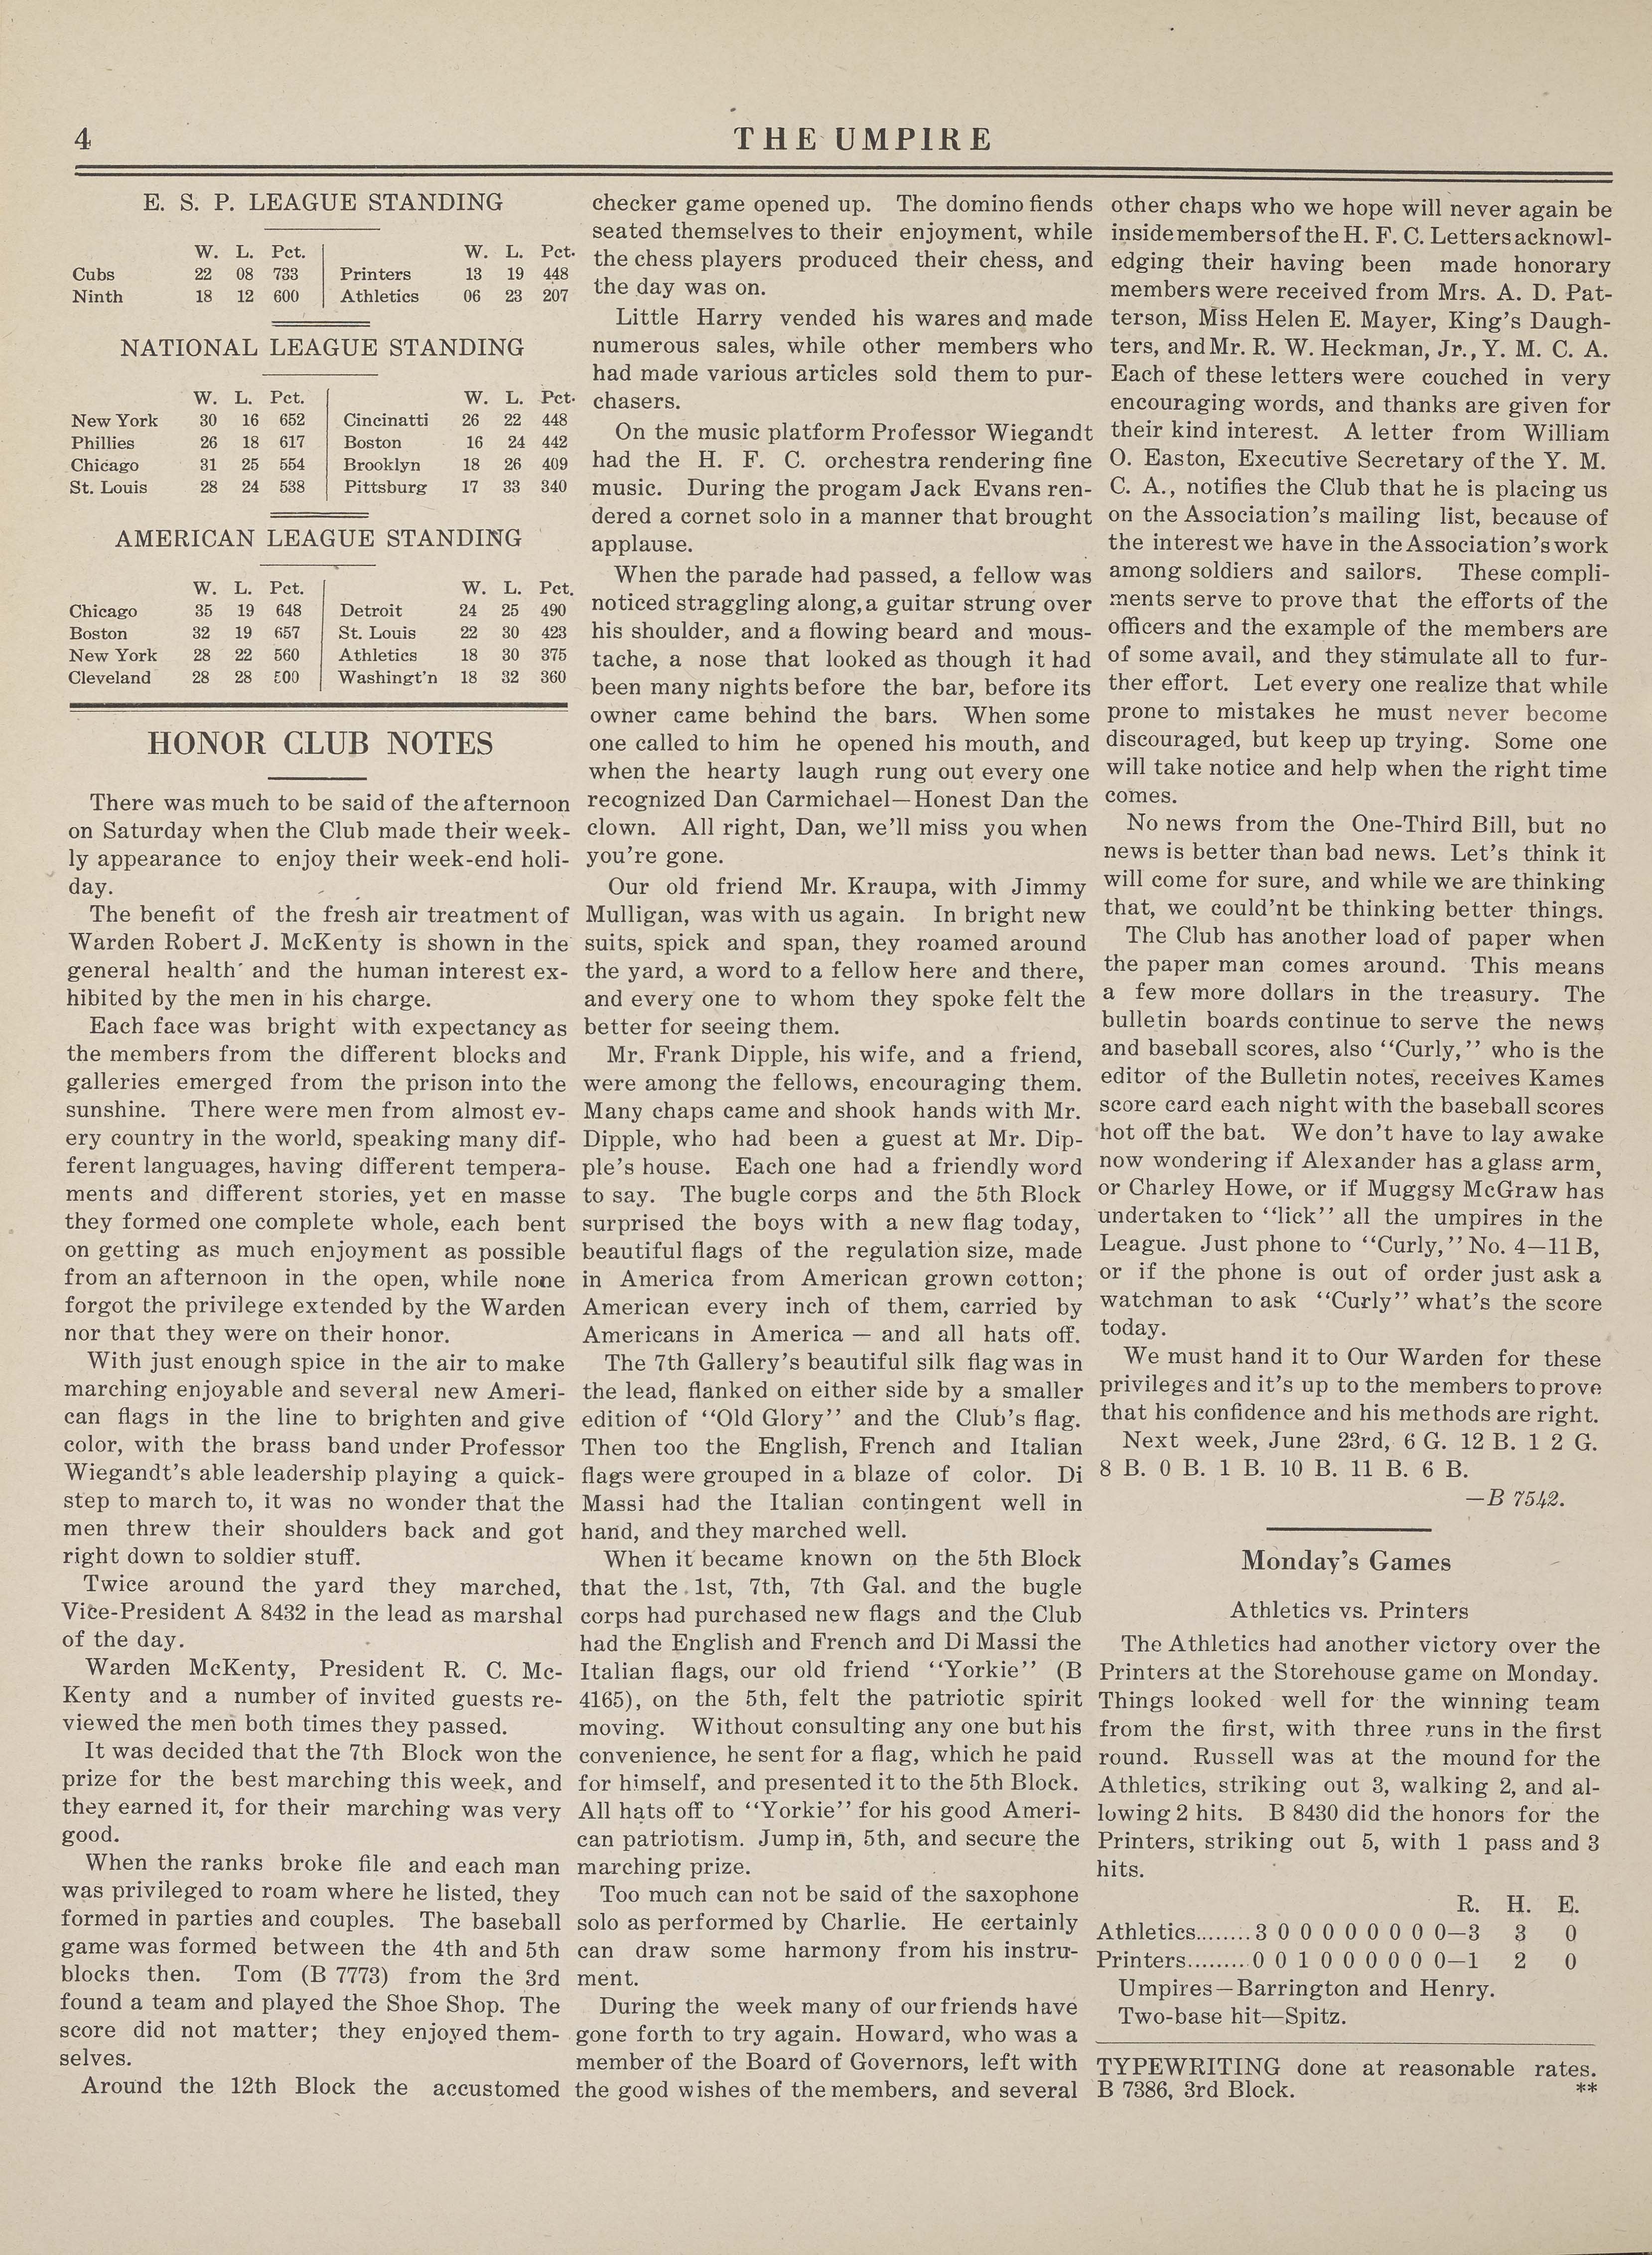 4
THE UMPIRE
E. S. P. LEAGUE STANDING
W. L. Pct. W. L. Pct.
Cubs 22 08 733 Printers 13 19 448
Ninth 18 12 600 Athletics 06 23 207
NATIONAL LEAGUE STANDING
W. L. Pct. W. L. Pct.
New York 30 16 652 Cincinatti 26 22 448
Phillies 26 18 617 Boston 16 24 442
Chicago 31 25 554 Brooklyn 18 26 409
St. Louis 28 24 538 Pittsburg 17 33 340
AMERICAN LEAGUE STANDING
W. L. Pct. W. L. Pct.
Chicago 35 19 648 Detroit 24 25 490
Boston 32 19 657 St. Louis 22 30 423
New York 28 22 560 Athletics 18 30 375
Cleveland 28 28 500 Washingt'n 18 32 360
HONOR CLUB NOTES
There was much to be said of the afternoon
on Saturday when the Club made their week-
ly appearance to enjoy their week-end holi-
day.
The benefit of the fresh air treatment of
Warden Robert J. McKenty is shown in the
general health and the human interest ex-
hibited by the men in his charge.
Each face was bright with expectancy as
the members from the different blocks and
galleries emerged from the prison into the
sunshine. There were men from almost ev-
ery country in the world, speaking many dif-
ferent languages, having different tempera-
ments and different stories, yet en masse
they formed one complete whole, each bent
on getting as much enjoyment as possible
from an afternoon in the open, while none
forgot the privilege extended by the Warden
nor that they were on their honor.
With just enough spice in the air to make
marching enjoyable and several new Ameri-
can flags in the line to brighten and give
color, with the brass band under Professor
Wiegandt's able leadership playing a quick-
step to march to, it was no wonder that the
men threw their shoulders back and got
right down to soldier stuff.
Twice around the yard they marched,
Vice-President A 8432 in the lead as marshal
of the day.
Warden McKenty, President R. C. Mc-
Kenty and a number of invited guests re-
viewed the men both times they passed.
It was decided that the 7th Block won the
prize for the best marching this week, and
they earned it, for their marching was very
good.
When the ranks broke file and each man
was privileged to roam where he listed, they
formed in parties and couples. The baseball
game was formed between the 4th and 5th
blocks then. Tom (B 7773) from the 3rd
found a team and played the Shoe Shop. The
score did not matter; they enjoyed them-
selves.
Around the 12th Block the accustomed
checker game opened up. The domino fiends
seated themselves to their enjoyment, while
the chess players produced their chess, and
the day was on.
Little Harry vended his wares and made
numerous sales, while other members who
had made various articles sold them to pur-
chasers.
On the music platform Professor Wiegandt
had the H. F. C. orchestra rendering fine
music. During the progam Jack Evans ren-
dered a cornet solo in a manner that brought
applause.
When the parade had passed, a fellow was
noticed straggling along, a guitar strung over
his shoulder, and a flowing beard and mous-
tache, a nose that looked as though it had
been many nights before the bar, before its
owner came behind the bars. When some
one called to him he opened his mouth, and
when the hearty laugh rung out every one
recognized Dan Carmichael—Honest Dan the
clown. All right, Dan, we'll miss you when
you're gone.
Our old friend Mr. Kraupa, with Jimmy
Mulligan, was with us again. In bright new
suits, spick and span, they roamed around
the yard, a word to a fellow here and there,
and every one to whom they spoke felt the
better for seeing them.
Mr. Frank Dipple, his wife, and a friend,
were among the fellows, encouraging them.
Many chaps came and shook hands with Mr.
Dipple, who had been a guest at Mr. Dip-
ple's house. Each one had a friendly word
to say. The bugle corps and the 5th Block
surprised the boys with a new flag today,
beautiful flags of the regulation size, made
in America from American grown cotton;
American every inch of them, carried by
Americans in America — and all hats off.
The 7th Gallery's beautiful silk flag was in
the lead, flanked on either side by a smaller
edition of "Old Glory" and the Club's flag.
Then too the English, French and Italian
flags were grouped in a blaze of color. Di
Massi had the Italian contingent well in
hand, and they marched well.
When it became known on the 5th Block
that the 1st, 7th, 7th Gal. and the bugle
corps had purchased new flags and the Club
had the English and French and Di Massi the
Italian flags, our old friend "Yorkie" (B
4165), on the 5th, felt the patriotic spirit
moving. Without consulting any one but his
convenience, he sent for a flag, which he paid
for himself, and presented it to the 5th Block.
All hats off to "Yorkie" for his good Ameri-
can patriotism. Jump in, 5th, and secure the
marching prize.
Too much can not be said of the saxophone
solo as performed by Charlie. He certainly
can draw some harmony from his instru-
ment.
During the week many of our friends have
gone forth to try again. Howard, who was a
member of the Board of Governors, left with
the good wishes of the members, and several
other chaps who we hope will never again be
inside members of the H. F. C. Letters acknowl-
edging their having been made honorary
members were received from Mrs. A. D. Pat-
terson, Miss Helen E. Mayer, King's Daugh-
ters, and Mr. R. W. Heckman, Jr., Y. M. C. A.
Each of these letters were couched in very
encouraging words, and thanks are given for
their kind interest. A letter from William
O. Easton, Executive Secretary of the Y. M.
C. A., notifies the Club that he is placing us
on the Association's mailing list, because of
the interest we have in the Association's work
among soldiers and sailors. These compli-
ments serve to prove that the efforts of the
officers and the example of the members are
of some avail, and they stimulate all to fur-
ther effort. Let every one realize that while
prone to mistakes he must never become
discouraged, but keep up trying. Some one
will take notice and help when the right time
comes.
No news from the One-Third Bill, but no
news is better than bad news. Let's think it
will come for sure, and while we are thinking
that, we could'nt be thinking better things.
The Club has another load of paper when
the paper man comes around. This means
a few more dollars in the treasury. The
bulletin boards continue to serve the news
and baseball scores, also "Curly," who is the
editor of the Bulletin notes, receives Kames
score card each night with the baseball scores
hot off the bat. We don't have to lay awake
now wondering if Alexander has a glass arm,
or Charley Howe, or if Muggsy McGraw has
undertaken to "lick" all the umpires in the
League. Just phone to "Curly," No. 4—11 B,
or if the phone is out of order just ask a
watchman to ask "Curly" what's the score
today.
We must hand it to Our Warden for these
privileges and it's up to the members to prove
that his confidence and his methods are right.
Next week, June 23rd, 6 G. 12 B. 1 2 G.
8 B. 0 B. 1 B. 10 B. 11 B. 6 B.
—B 7542.
Monday's Games
Athletics vs. Printers
The Athletics had another victory over the
Printers at the Storehouse game on Monday.
Things looked well for the winning team
from the first, with three runs in the first
round. Russell was at the mound for the
Athletics, striking out 3, walking 2, and al-
lowing 2 hits. B 8430 did the honors for the
Printers, striking out 5, with 1 pass and 3
hits.
R. H. E.
Athletics........3 0 0 0 0 0 0 0 0—3 3 0
Printers.........0 0 1 0 0 0 0 0 0—1 2 0
Umpires—Barrington and Henry.
Two-base hit—Spitz.
TYPEWRITING done at reasonable rates.
B 7386, 3rd Block. **